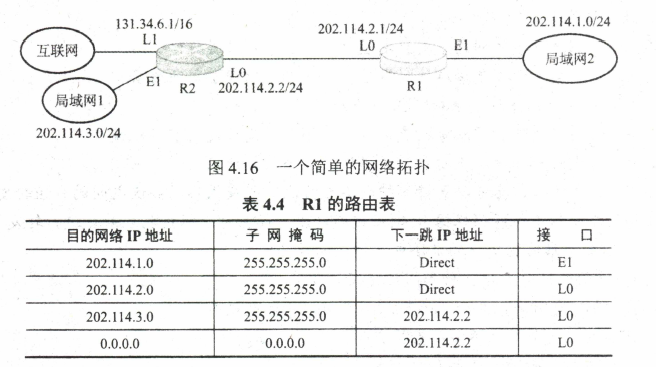 131.34.6.1/16
L1
互联网
E1
R2
L0
202.114.2.2/24
局域网1
202.114.3.0/24
202.114.2.1/24
L0
R1
E1
202.114.1.0/24
局域网2
图 4.16 一个简单的网络拓扑
表 4.4 R1 的路由表
目的网络 IP 地址 子网掩码 下一跳 IP 地址 接口
202.114.1.0 255.255.255.0 Direct E1
202.114.2.0 255.255.255.0 Direct L0
202.114.3.0 255.255.255.0 202.114.2.2 L0
0.0.0.0 0.0.0.0 202.114.2.2 L0